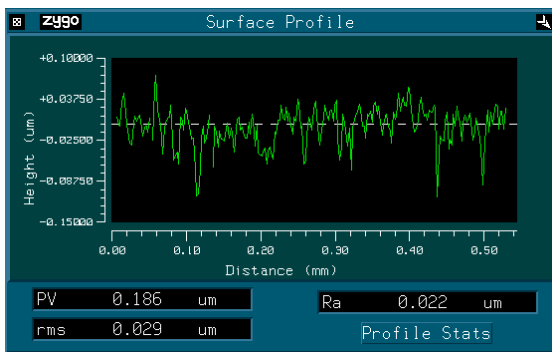 zygo Surface Profile
+0.10000
+0.03750
-0.02500
-0.08750
-0.15000
Height (um)
0.00 0.10 0.20 0.30 0.40 0.50
Distance (mm)
PV 0.186 um
Ra 0.022 um
rms 0.029 um
Profile Stats